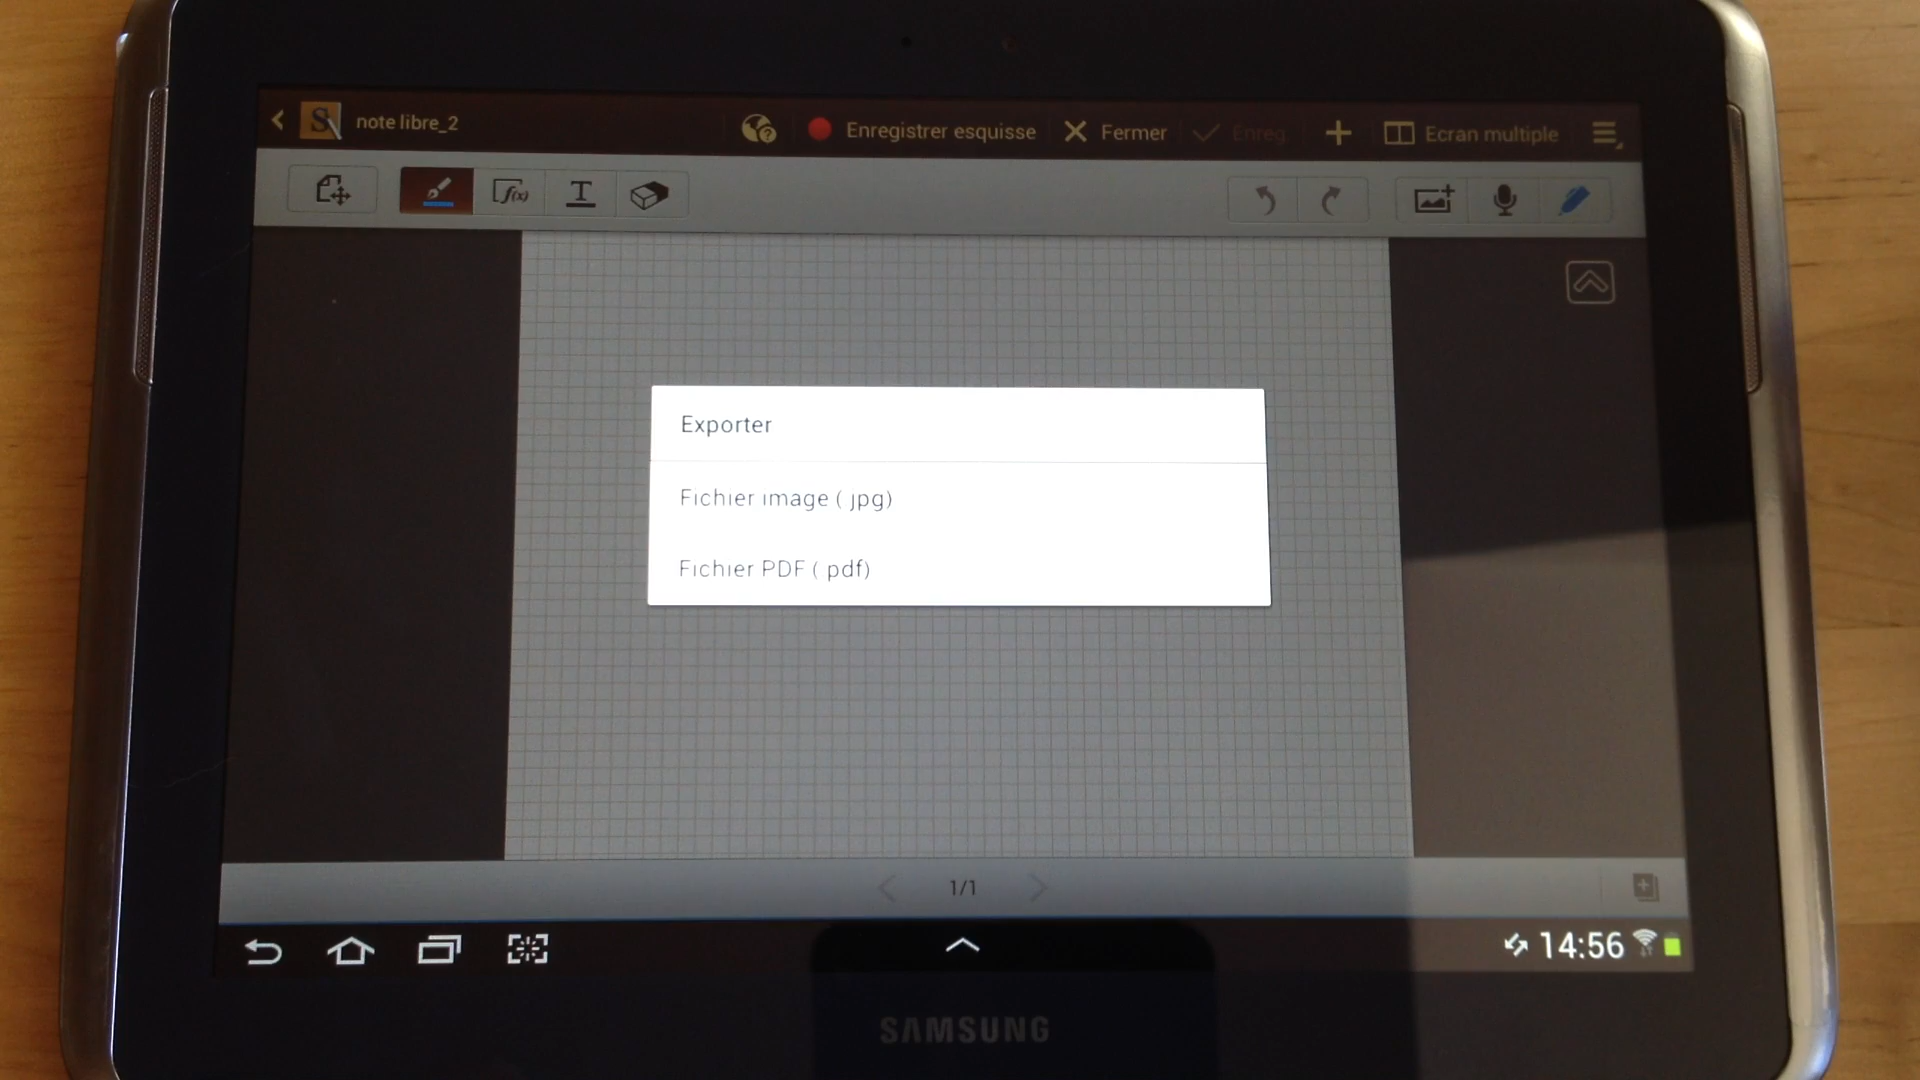 note libre_2
Enregistrer esquisse
Fermer
Enreg.
Ecran multiple
f(x)
T
Exporter
Fichier image (.jpg)
Fichier PDF (.pdf)
1/1
14:56
SAMSUNG